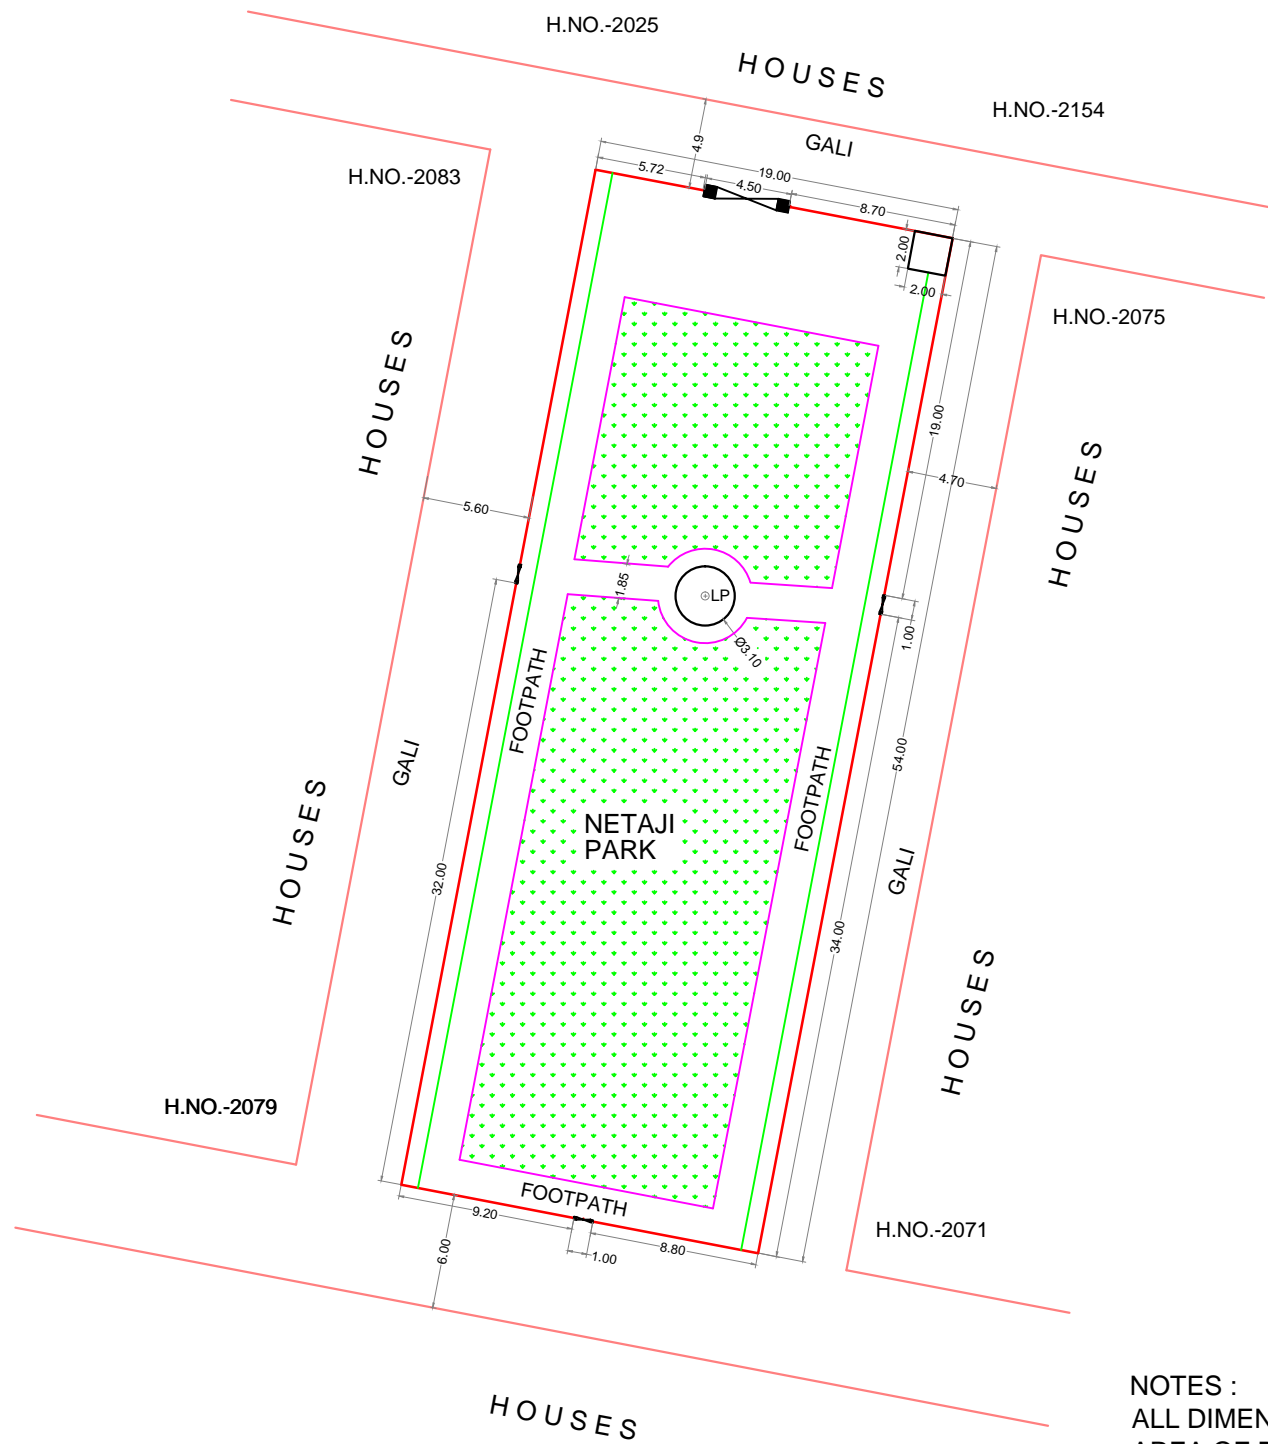 H.NO.-2025
HOUSES
H.NO.-2154
GALI
4.9
19.00
5.72
4.50
8.70
H.NO.-2083
2.00
2.00
H.NO.-2075
HOUSES
19.00
4.70
HOUSES
5.60
1.85
LP
Ø3.10
1.00
FOOTPATH
GALI
54.00
FOOTPATH
NETAJI
PARK
HOUSES
32.00
GALI
34.00
HOUSES
H.NO.-2079
FOOTPATH
9.20
1.00
8.80
6.00
H.NO.-2071
HOUSES
NOTES :
ALL DIMEN